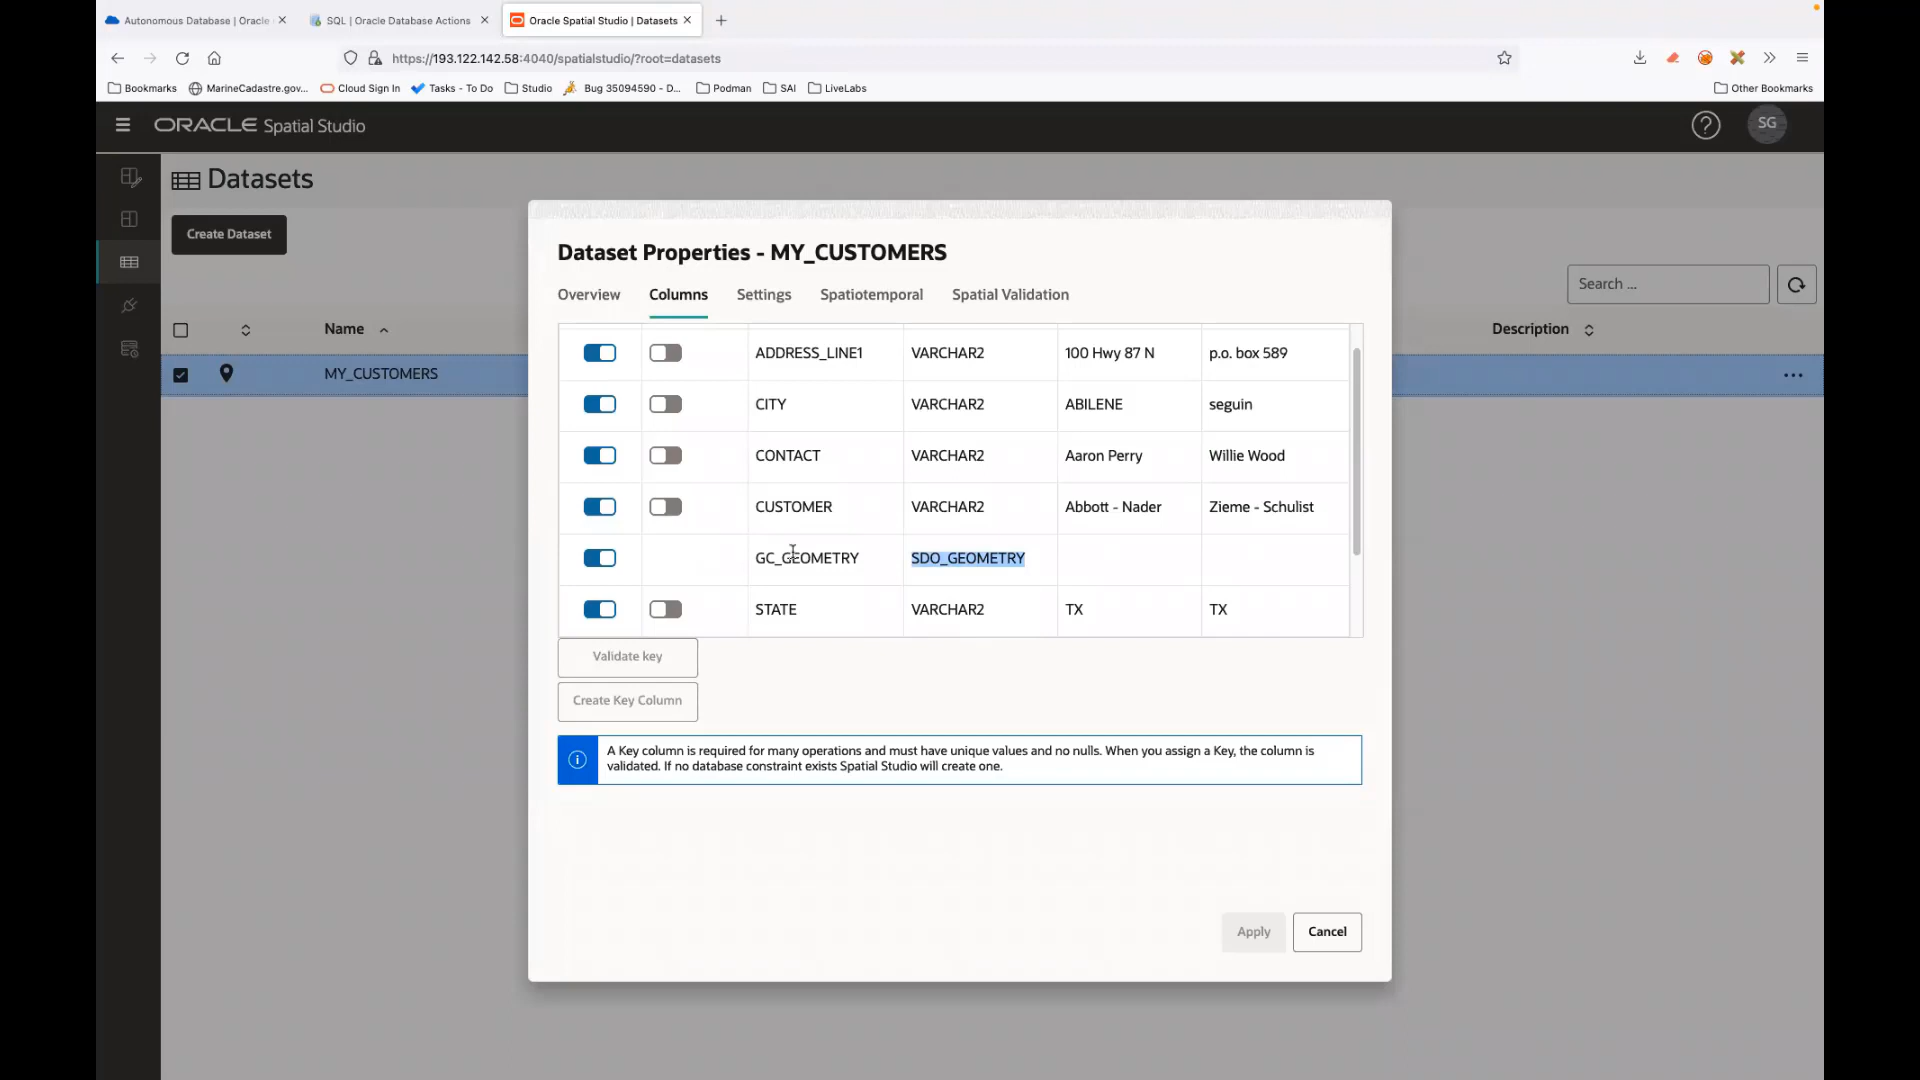 Autonomous Database | Oracle
SQL | Oracle Database Actions
Oracle Spatial Studio | Datasets
https://193.122.142.58:4040/spatialstudio/?root=datasets
Bookmarks MarineCadastre.gov... Cloud Sign In Tasks - To Do Studio Bug 35094590 - D... Podman SAI LiveLabs Other Bookmarks
ORACLE Spatial Studio
? SG
Datasets
Create Dataset
Search ...
Name Description
MY_CUSTOMERS ...
Dataset Properties - MY_CUSTOMERS
Overview Columns Settings Spatiotemporal Spatial Validation
ADDRESS_LINE1 VARCHAR2 100 Hwy 87 N p.o. box 589
CITY VARCHAR2 ABILENE seguin
CONTACT VARCHAR2 Aaron Perry Willie Wood
CUSTOMER VARCHAR2 Abbott - Nader Zieme - Schulist
GC_GEOMETRY SDO_GEOMETRY
STATE VARCHAR2 TX TX
Validate key
Create Key Column
A Key column is required for many operations and must have unique values and no nulls. When you assign a Key, the column is
validated. If no database constraint exists Spatial Studio will create one.
Apply Cancel